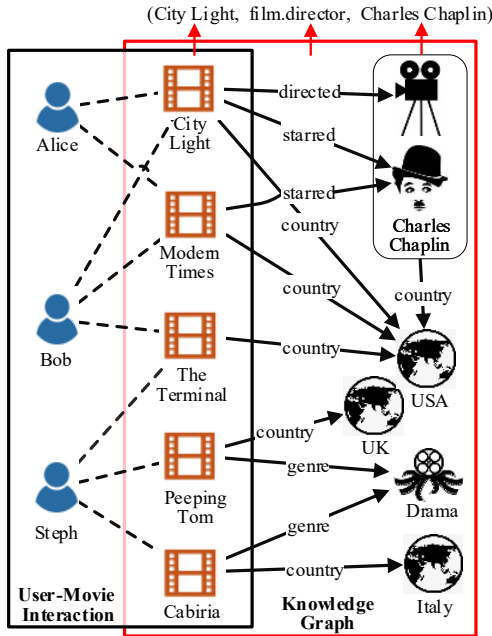 (City Light, film.director, Charles Chaplin)
directed
City
Light
Alice
starred
starred
Charles
Chaplin
country
Modern
Times
country
country
Bob
The
Terminal
country
USA
country
UK
Peeping
Tom
genre
Steph
Drama
genre
country
Cabiria
Italy
User-Movie
Interaction
Knowledge
Graph